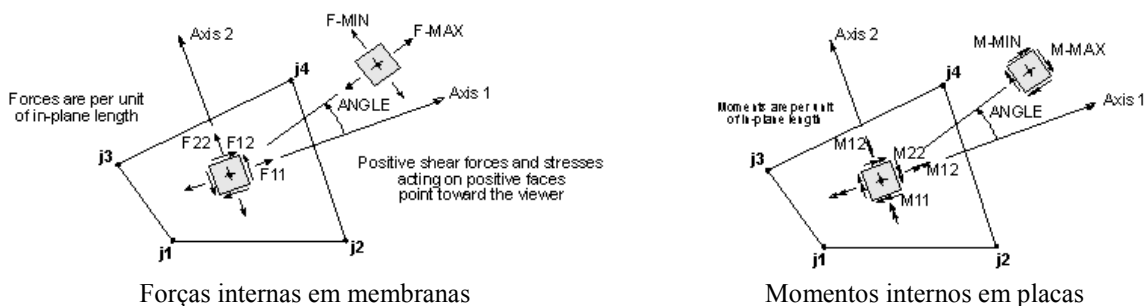 F-MIN
F-MAX
Axis 2
j4
Forces are per unit
of in-plane length
Axis 1
ANGLE
F22
F12
j3
F11
Positive shear forces and stresses
acting on positive faces
point toward the viewer
j1
j2
Forças internas em membranas
M-MIN
M-MAX
Axis 2
j4
Axis 1
Moments are per unit
of in-plane length
ANGLE
M12
M22
j3
M12
M11
j1
j2
Momentos internos em placas